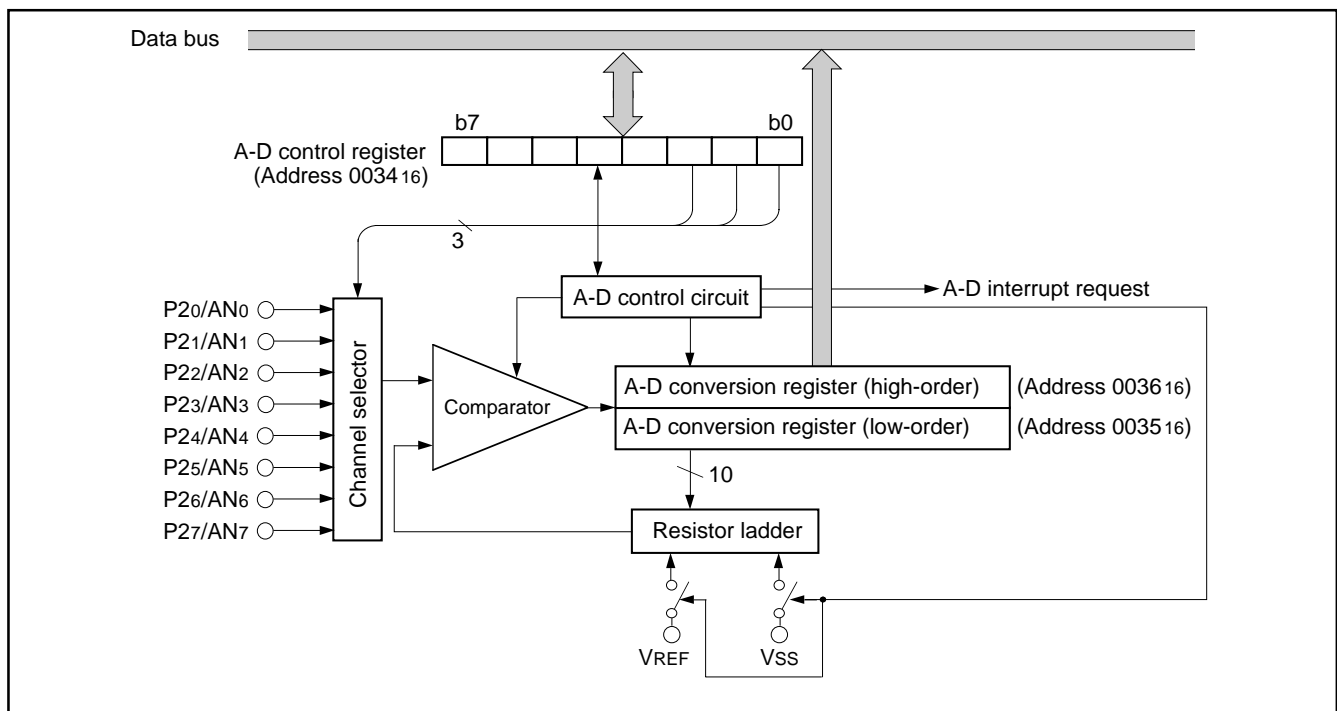 Data bus
b7
b0
A-D control register
(Address 0034₁₆)
3
A-D control circuit
A-D interrupt request
P2₀/AN₀
P2₁/AN₁
P2₂/AN₂
P2₃/AN₃
P2₄/AN₄
P2₅/AN₅
P2₆/AN₆
P2₇/AN₇
Channel selector
Comparator
A-D conversion register (high-order)
(Address 0036₁₆)
A-D conversion register (low-order)
(Address 0035₁₆)
10
Resistor ladder
VREF
VSS